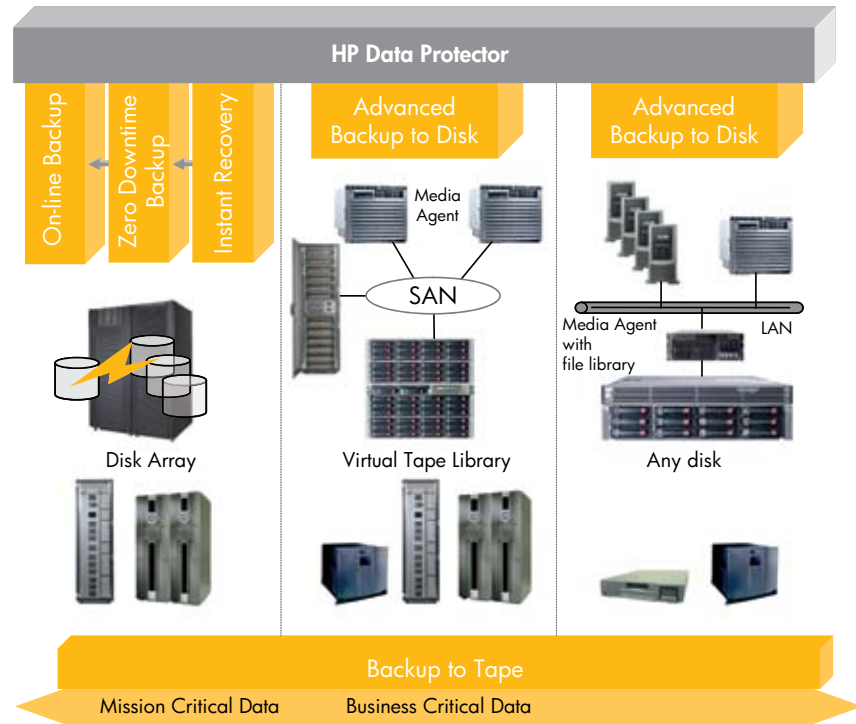 HP Data Protector
On-line Backup
Zero Downtime
Backup
Instant Recovery
Advanced
Backup to Disk
Advanced
Backup to Disk
Media
Agent
SAN
Media Agent
with
file library
LAN
Disk Array
Virtual Tape Library
Any disk
Backup to Tape
Mission Critical Data
Business Critical Data